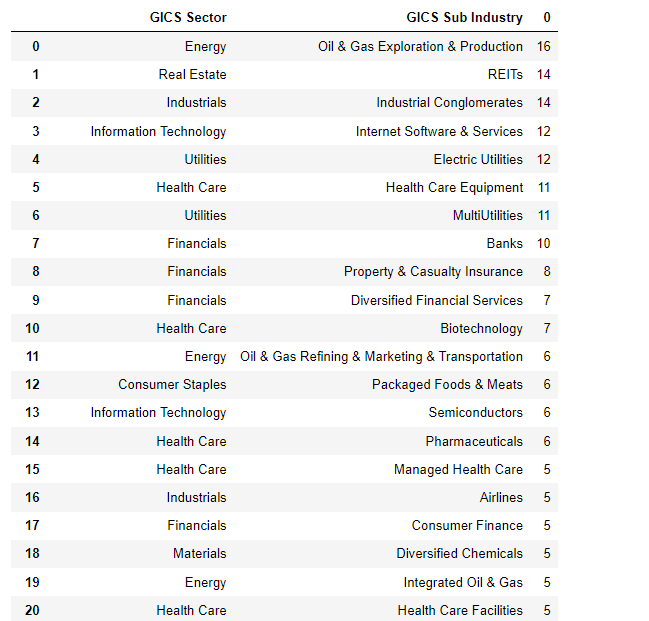 GICS Sector GICS Sub Industry 0
0 Energy Oil & Gas Exploration & Production 16
1 Real Estate REITs 14
2 Industrials Industrial Conglomerates 14
3 Information Technology Internet Software & Services 12
4 Utilities Electric Utilities 12
5 Health Care Health Care Equipment 11
6 Utilities MultiUtilities 11
7 Financials Banks 10
8 Financials Property & Casualty Insurance 8
9 Financials Diversified Financial Services 7
10 Health Care Biotechnology 7
11 Energy Oil & Gas Refining & Marketing & Transportation 6
12 Consumer Staples Packaged Foods & Meats 6
13 Information Technology Semiconductors 6
14 Health Care Pharmaceuticals 6
15 Health Care Managed Health Care 5
16 Industrials Airlines 5
17 Financials Consumer Finance 5
18 Materials Diversified Chemicals 5
19 Energy Integrated Oil & Gas 5
20 Health Care Health Care Facilities 5